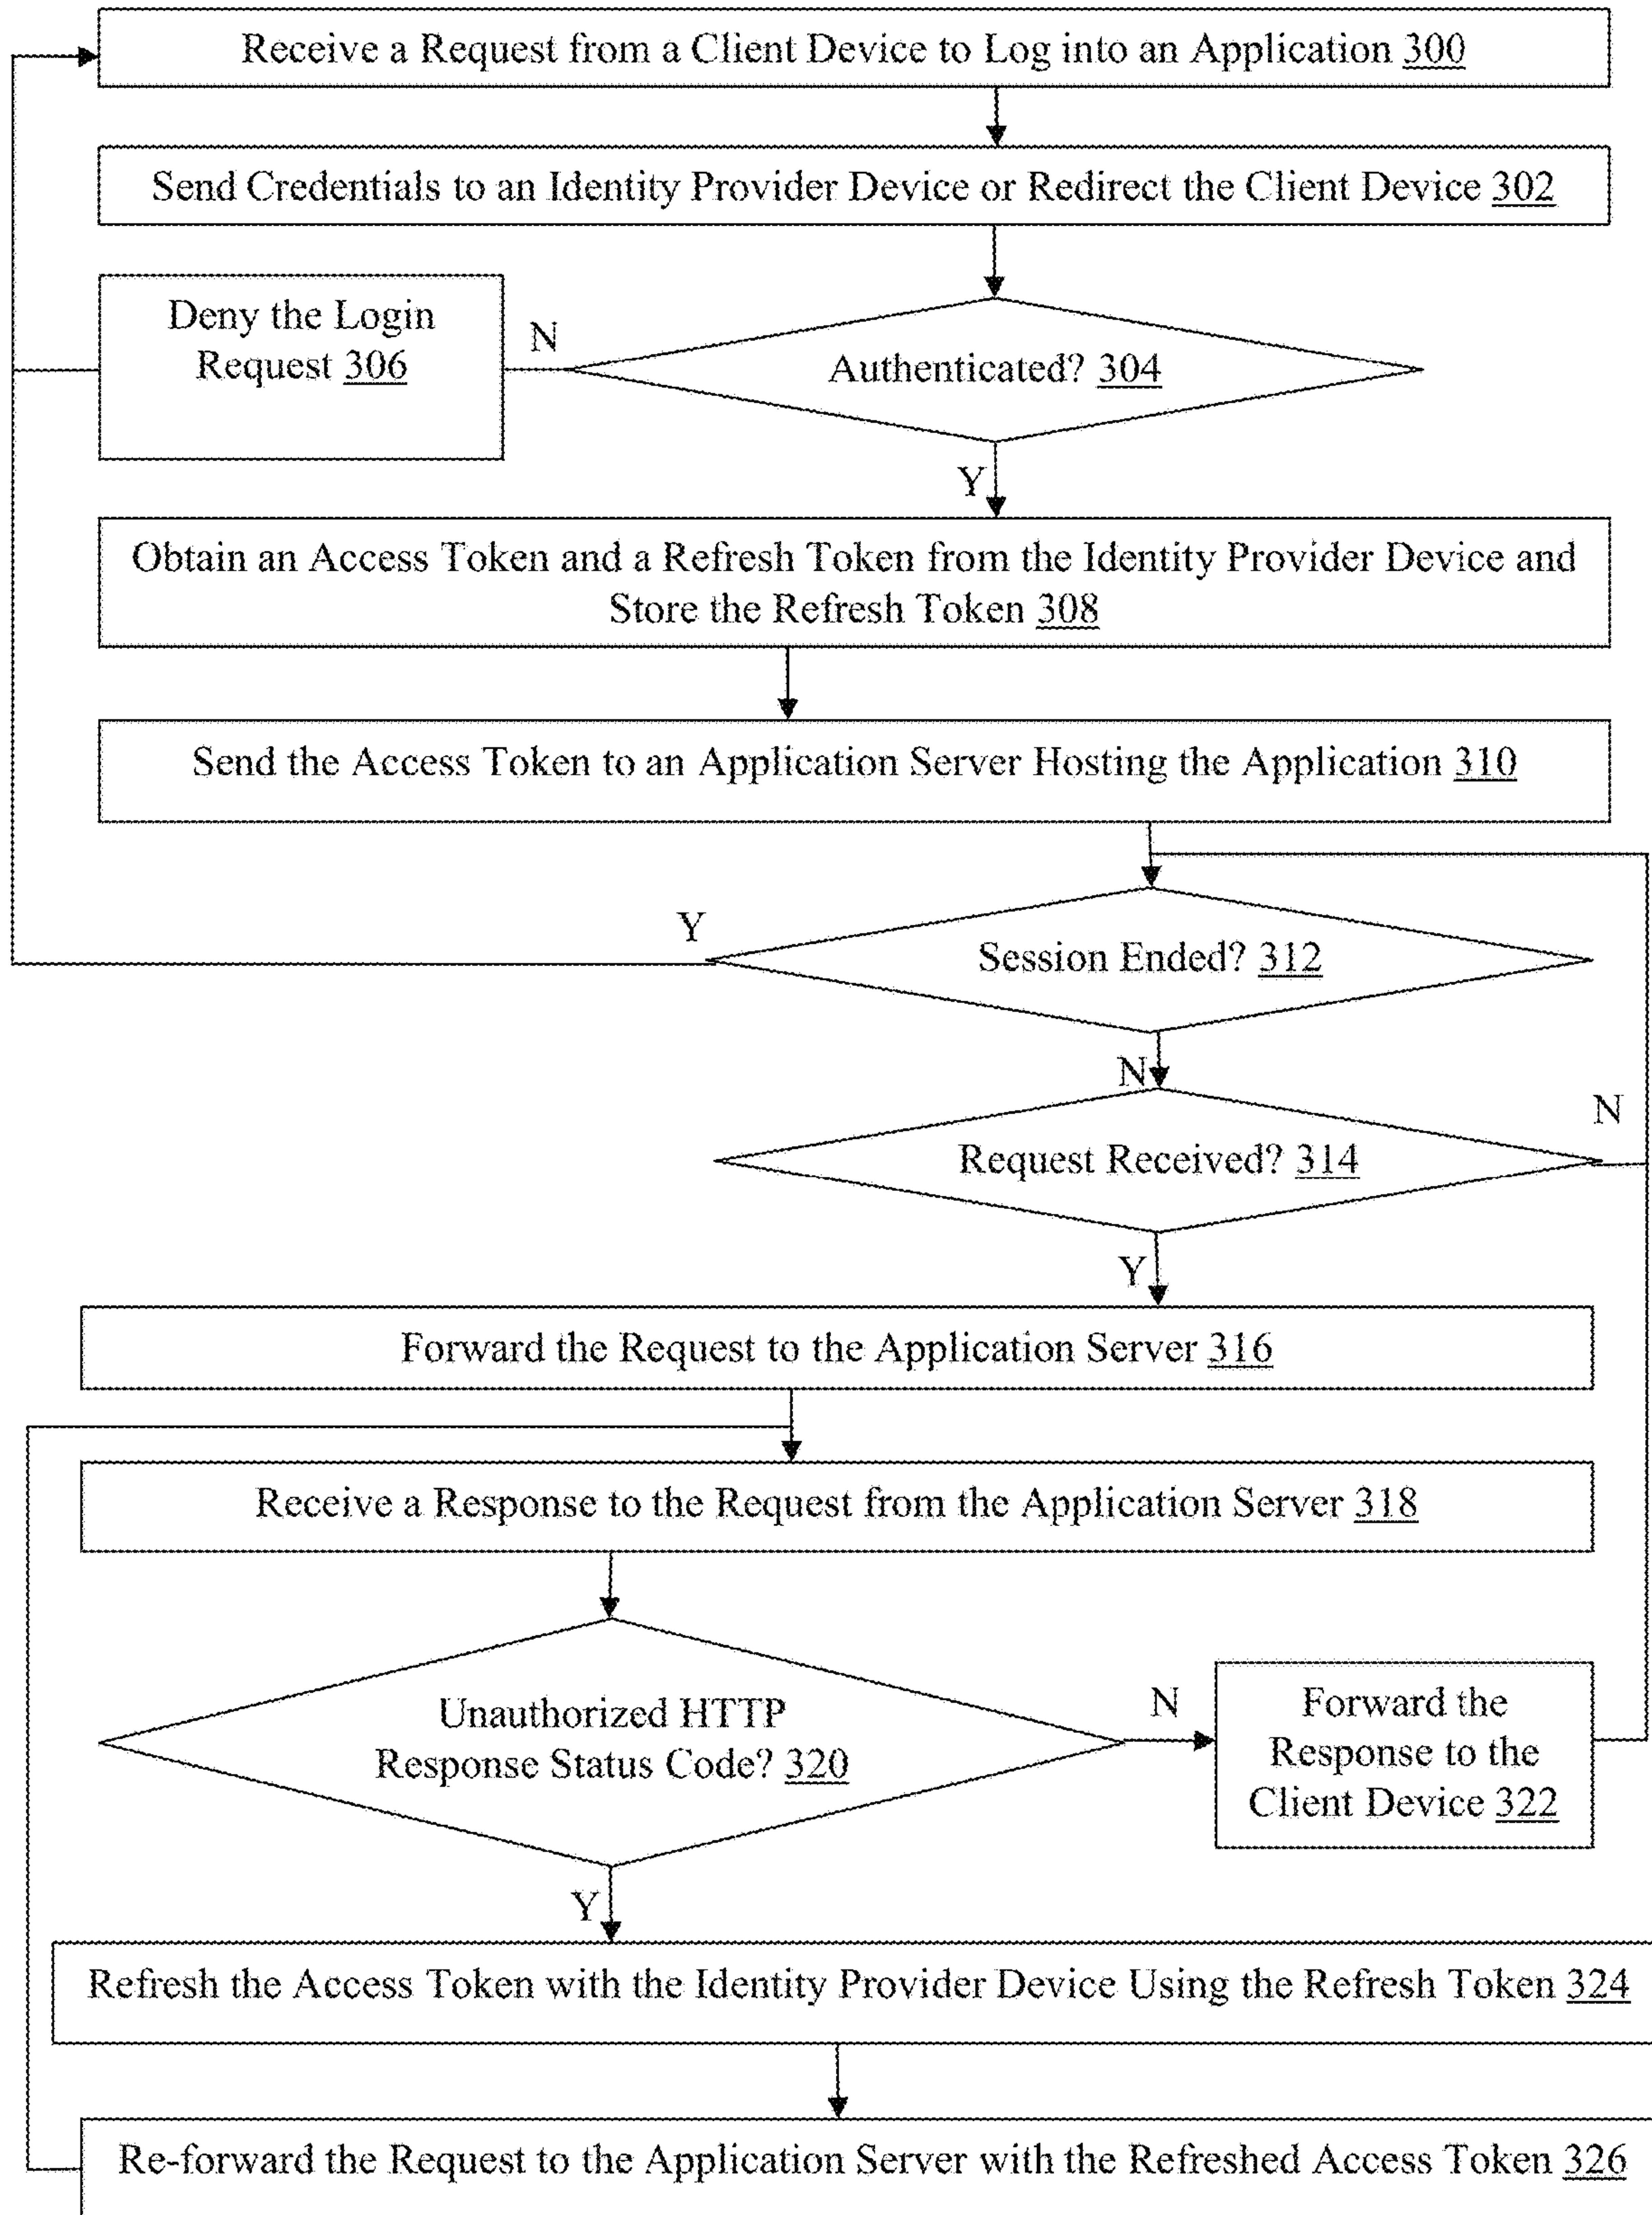 Receive a Request from a Client Device to Log into an Application 300
Send Credentials to an Identity Provider Device or Redirect the Client Device 302
Deny the Login
Request 306
N
Authenticated? 304
Y
Obtain an Access Token and a Refresh Token from the Identity Provider Device and
Store the Refresh Token 308
Send the Access Token to an Application Server Hosting the Application 310
Y
Session Ended? 312
N
N
Request Received? 314
Y
Forward the Request to the Application Server 316
Receive a Response to the Request from the Application Server 318
Unauthorized HTTP
Response Status Code? 320
N
Forward the
Response to the
Client Device 322
Y
Refresh the Access Token with the Identity Provider Device Using the Refresh Token 324
Re-forward the Request to the Application Server with the Refreshed Access Token 326